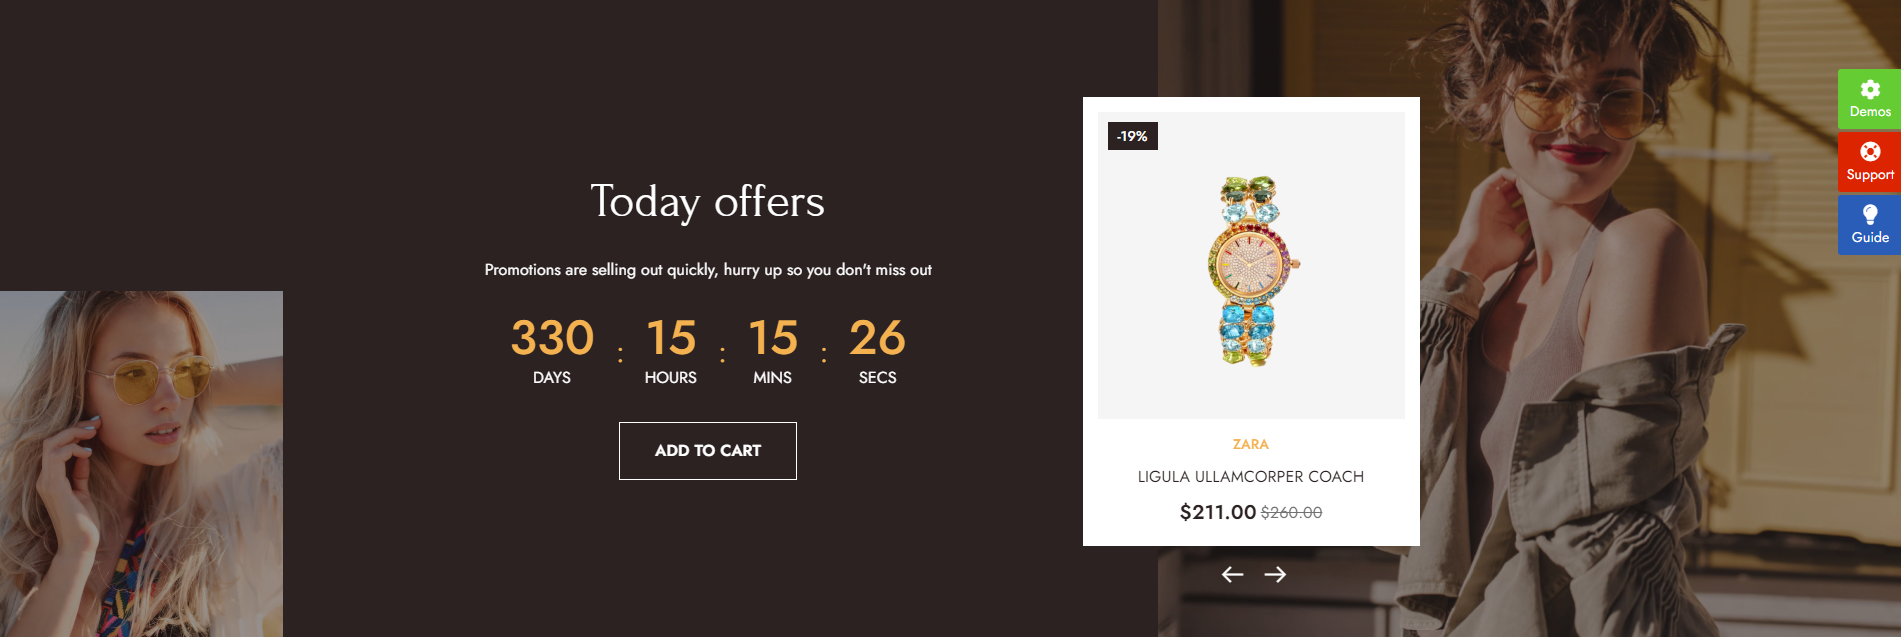 Today offers
Promotions are selling out quickly, hurry up so you don't miss out
330 : 15 : 15 : 26
DAYS HOURS MINS SECS
ADD TO CART
-19%
ZARA
LIGULA ULLAMCORPER COACH
$211.00 $260.00
Demos
Support
Guide